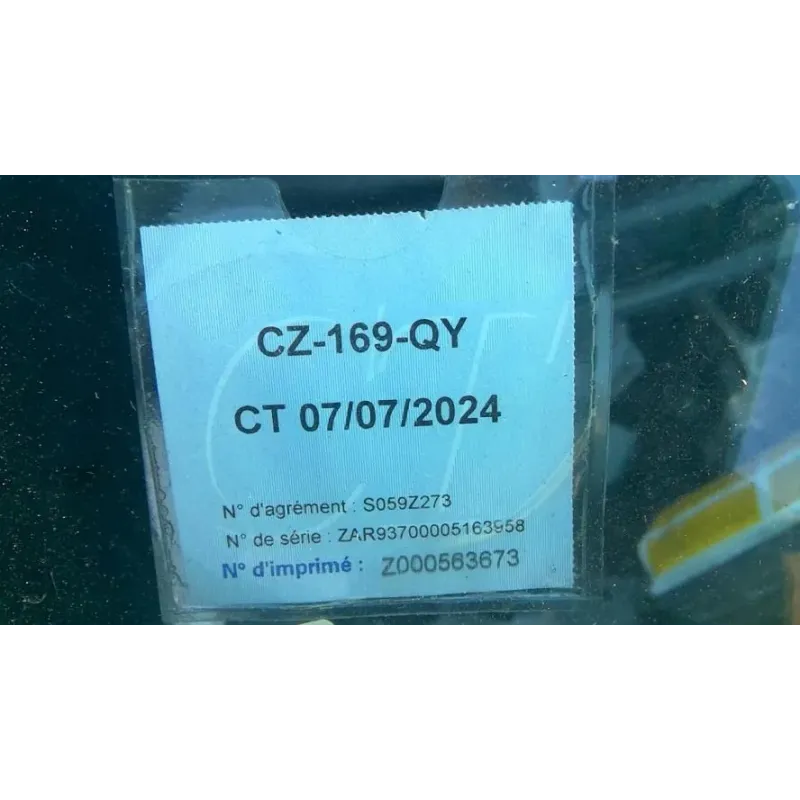 CZ-169-QY
CT 07/07/2024
N° d'agrément : S059Z273
N° de série : ZAR93700005163958
N° d'imprimé : Z000563673